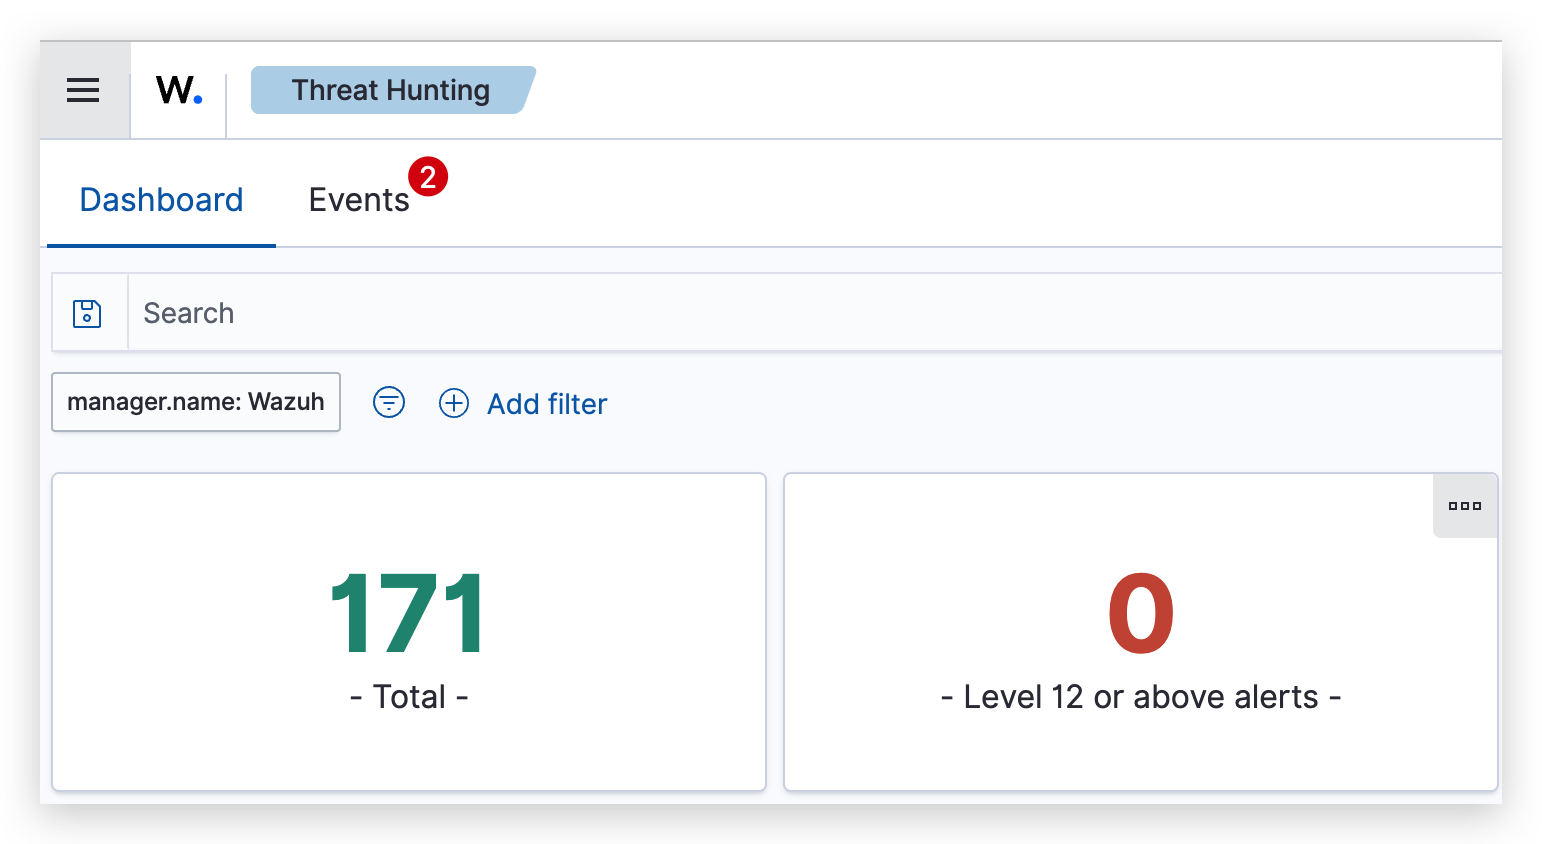 W.
Threat Hunting
Dashboard
Events
2
Search
manager.name: Wazuh
Add filter
171
- Total -
0
- Level 12 or above alerts -